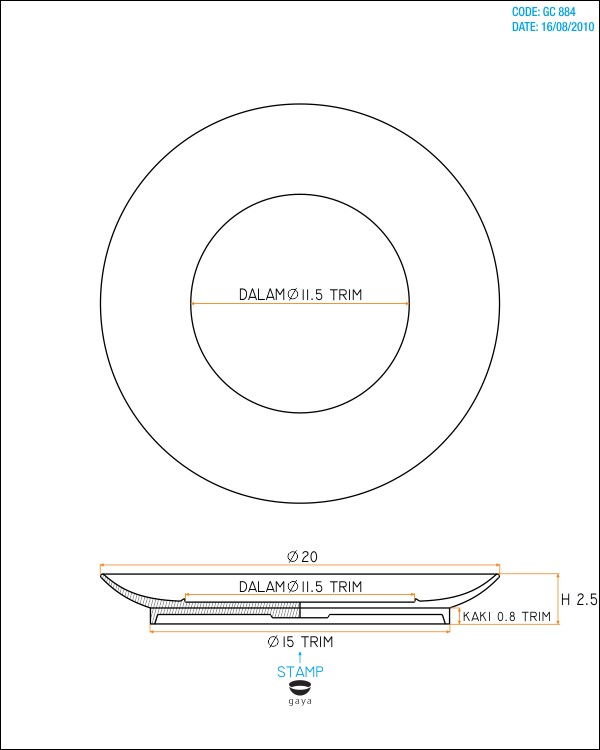 CODE: GC 884
DATE: 16/08/2010
DALAM Ø 11.5 TRIM
Ø 20
DALAM Ø 11.5 TRIM
H 2.5
KAKI 0.8 TRIM
Ø 15 TRIM
STAMP
gaya